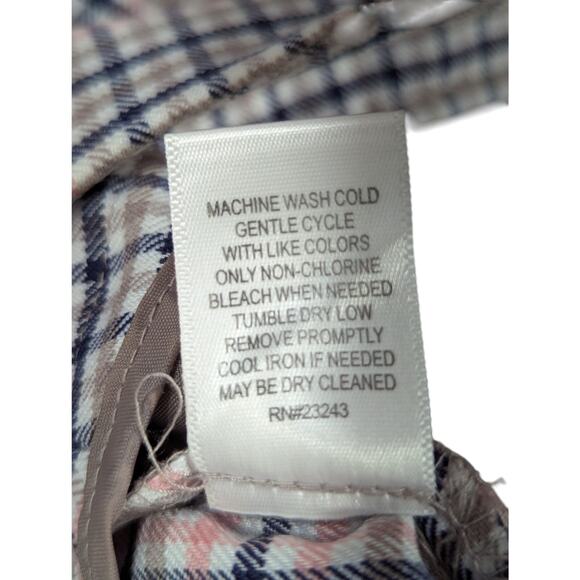 MACHINE WASH COLD
GENTLE CYCLE
WITH LIKE COLORS
ONLY NON-CHLORINE
BLEACH WHEN NEEDED
TUMBLE DRY LOW
REMOVE PROMPTLY
COOL IRON IF NEEDED
MAY BE DRY CLEANED
RN#23243